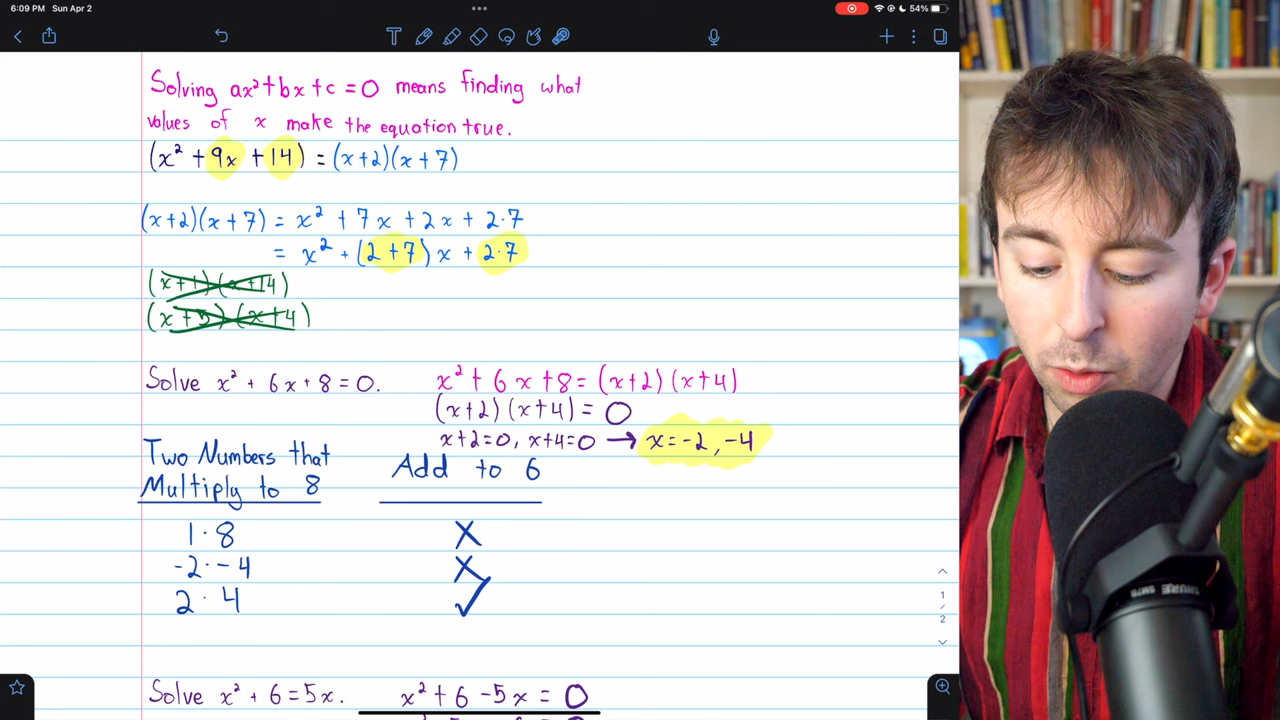 6:09 PM Sun Apr 2
54%
Solving ax²+bx+c=0 means finding what
values of x make the equation true.
(x² + 9x + 14) = (x+2)(x+7)
(x+2)(x+7) = x² + 7x + 2x + 2·7
= x² + (2+7)x + 2·7
(x+1)(x+14)
(x+5)(x+4)
Solve x² + 6x + 8 = 0.
x² + 6x + 8 = (x+2)(x+4)
(x+2)(x+4) = 0
x+2=0, x+4=0 → x = -2, -4
Two Numbers that
Multiply to 8
Add to 6
1·8 X
-2·-4 X
2·4 ✓
1
/
2
Solve x² + 6 = 5x.
x² + 6 - 5x = 0
SHURE SM7B